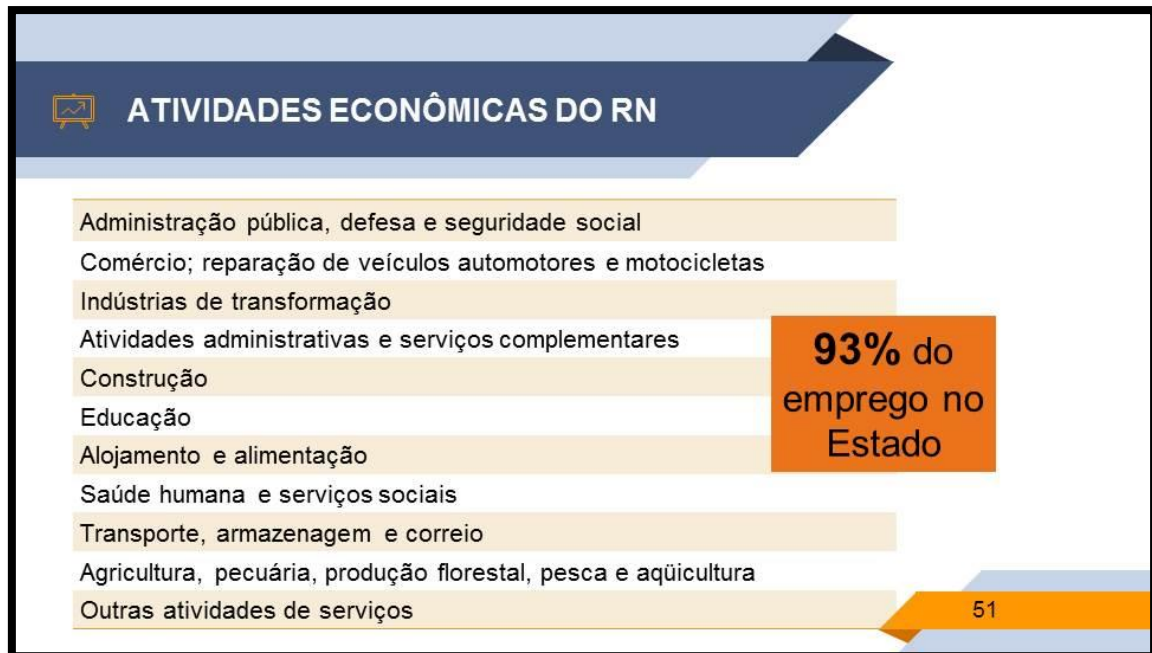 ATIVIDADES ECONÔMICAS DO RN
Administração pública, defesa e seguridade social
Comércio; reparação de veículos automotores e motocicletas
Indústrias de transformação
Atividades administrativas e serviços complementares
Construção
Educação
Alojamento e alimentação
Saúde humana e serviços sociais
Transporte, armazenagem e correio
Agricultura, pecuária, produção florestal, pesca e aqüicultura
Outras atividades de serviços
93% do
emprego no
Estado
51